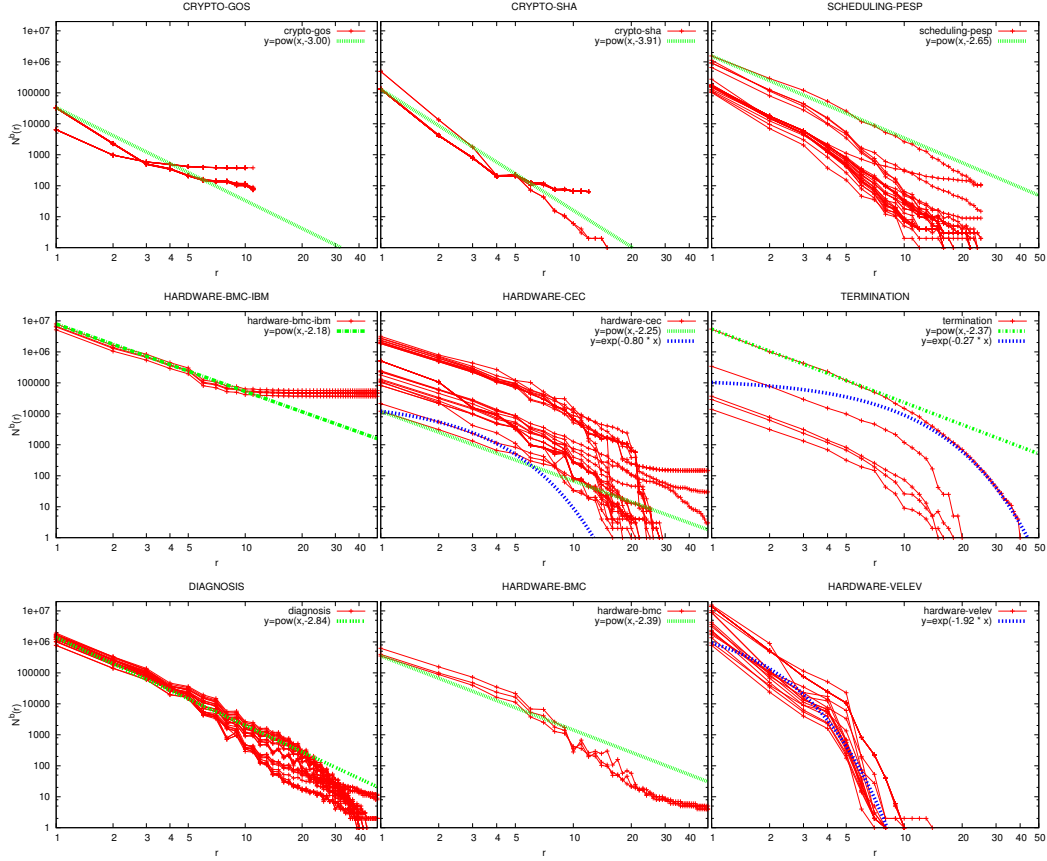 CRYPTO-GOS
crypto-gos
y=pow(x,-3.00)
1e+07
1e+06
100000
10000
1000
100
10
1
N^b(r)
1 2 3 4 5 10 20 30
r
CRYPTO-SHA
crypto-sha
y=pow(x,-3.91)
1 2 3 4 5 10 20 30 40
r
SCHEDULING-PESP
scheduling-pesp
y=pow(x,-2.65)
1 2 3 4 5 10 20 30 40 50
r
HARDWARE-BMC-IBM
hardware-bmc-ibm
y=pow(x,-2.18)
1e+07
1e+06
100000
10000
1000
100
10
1
N^b(r)
1 2 3 4 5 10 20 30 40
r
HARDWARE-CEC
hardware-cec
y=pow(x,-2.25)
y=exp(-0.80 * x)
1 2 3 4 5 10 20 30 40
r
TERMINATION
termination
y=pow(x,-2.37)
y=exp(-0.27 * x)
1 2 3 4 5 10 20 30 40 50
r
DIAGNOSIS
diagnosis
y=pow(x,-2.84)
1e+07
1e+06
100000
10000
1000
100
10
1
N^b(r)
1 2 3 4 5 10 20 30 40
r
HARDWARE-BMC
hardware-bmc
y=pow(x,-2.39)
1 2 3 4 5 10 20 30 40
r
HARDWARE-VELEV
hardware-velev
y=exp(-1.92 * x)
1 2 3 4 5 10 20 30 40 50
r